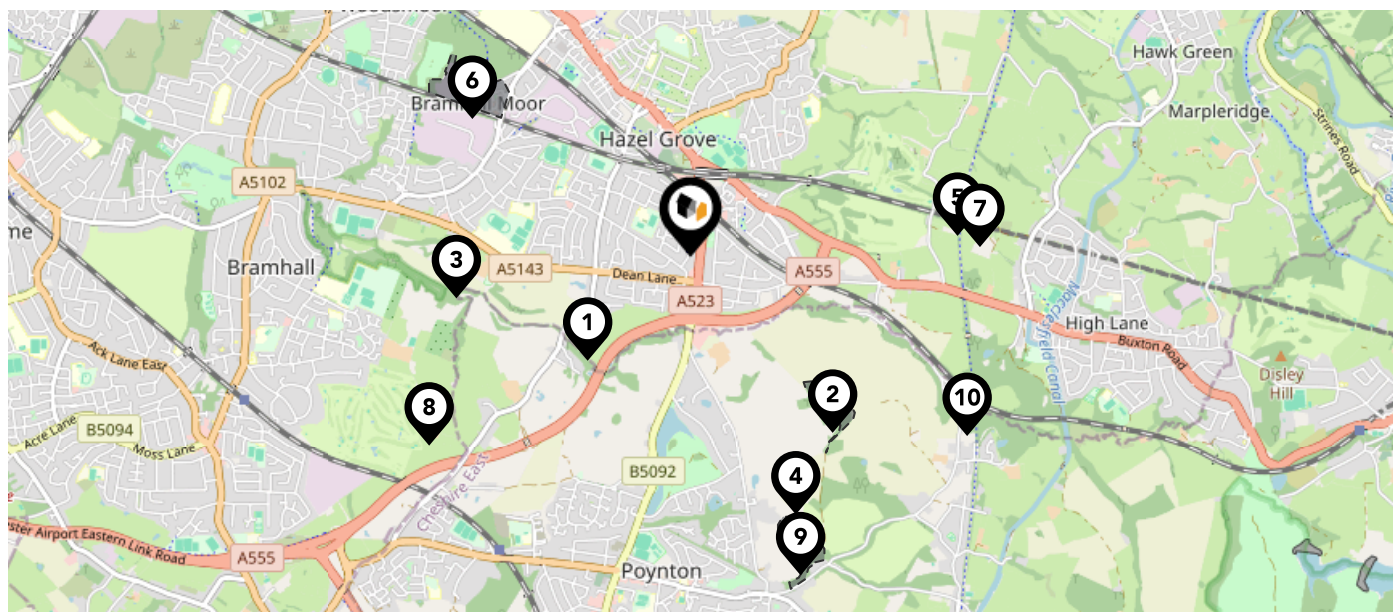 Hawk Green
6
Bramhall Moor
Marpleridge
Strines Road
Hazel Grove
A5102
5
7
me
3
Bramhall
A5143
Dean Lane
A555
A523
Macclesfield Canal
1
High Lane
Buxton Road
Ack Lane East
Disley
Hill
2
10
8
Acre Lane
B5094
Moss Lane
B5092
4
Cheshire East
9
ster Airport Eastern Link Road
A555
Poynton